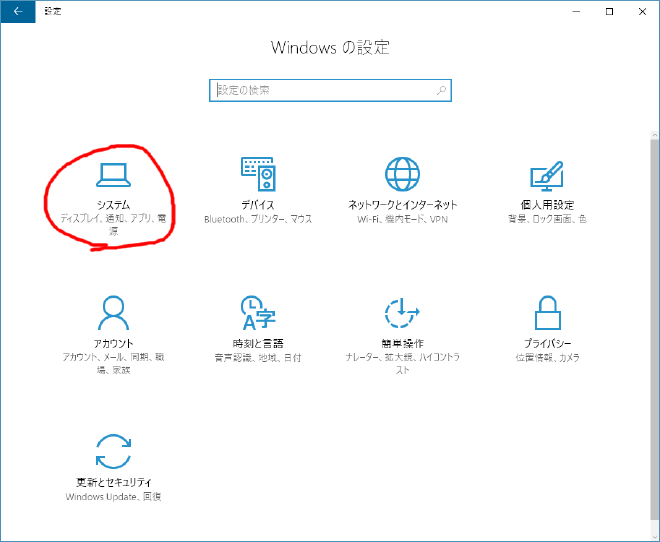 設定
Windows の設定
設定の検索
システム
ディスプレイ、通知、アプリ、電
源
デバイス
Bluetooth、プリンター、マウス
ネットワークとインターネット
Wi-Fi、機内モード、VPN
個人用設定
背景、ロック画面、色
アカウント
アカウント、メール、同期、職
場、家族
時刻と言語
音声認識、地域、日付
簡単操作
ナレーター、拡大鏡、ハイコントラ
スト
プライバシー
位置情報、カメラ
更新とセキュリティ
Windows Update、回復